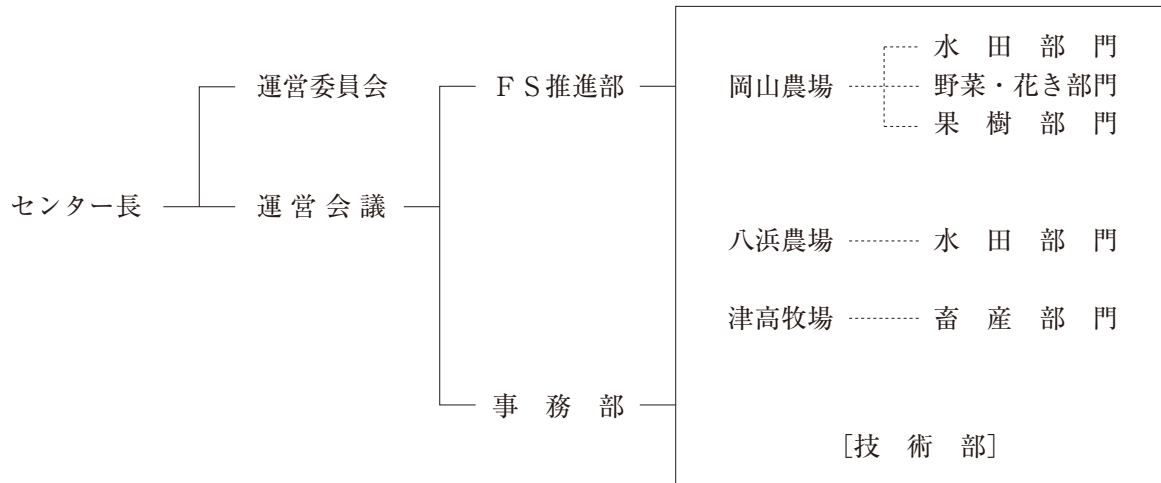 水田部門
運営委員会 FS推進部 岡山農場 野菜・花き部門
果樹部門
センター長 運営会議
八浜農場 水田部門
津高牧場 畜産部門
事務部
[技術部]